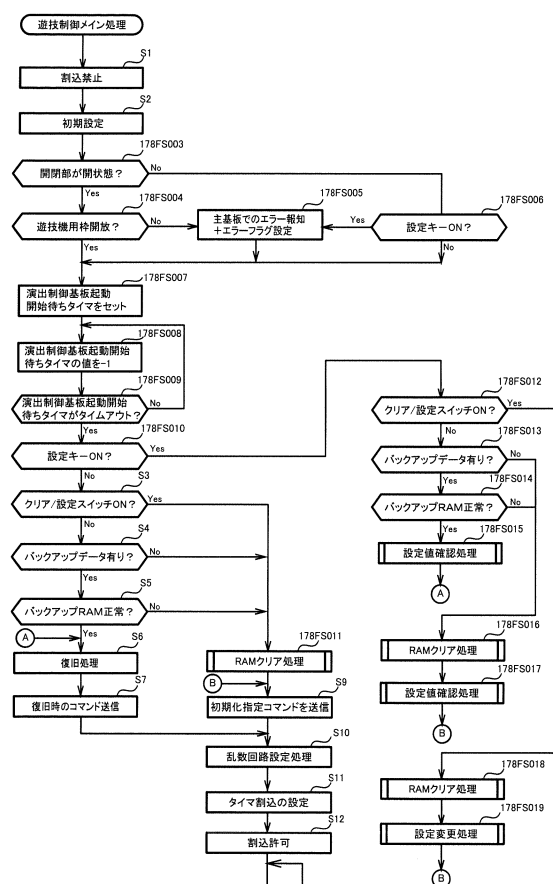 遊技制御メイン処理
S1
割込禁止
S2
初期設定
178FS003
開閉部が開状態？
No
Yes
178FS004
遊技機用枠開放？
No
Yes
178FS005
主基板でのエラー報知
＋エラーフラグ設定
178FS006
設定キーON？
Yes
No
178FS007
演出制御基板起動
開始待ちタイマをセット
178FS008
演出制御基板起動開始
待ちタイマの値を-1
178FS009
演出制御基板起動開始
待ちタイマがタイムアウト？
No
Yes
178FS010
設定キーON？
Yes
No
S3
クリア/設定スイッチON？
Yes
No
S4
バックアップデータ有り？
No
Yes
S5
バックアップRAM正常？
No
Yes
A
S6
復旧処理
S7
復旧時のコマンド送信
178FS011
RAMクリア処理
B
S9
初期化指定コマンドを送信
S10
乱数回路設定処理
S11
タイマ割込の設定
S12
割込許可
178FS012
クリア/設定スイッチON？
Yes
No
178FS013
バックアップデータ有り？
No
Yes
178FS014
バックアップRAM正常？
No
Yes
178FS015
設定値確認処理
A
178FS016
RAMクリア処理
178FS017
設定値確認処理
B
178FS018
RAMクリア処理
178FS019
設定変更処理
B